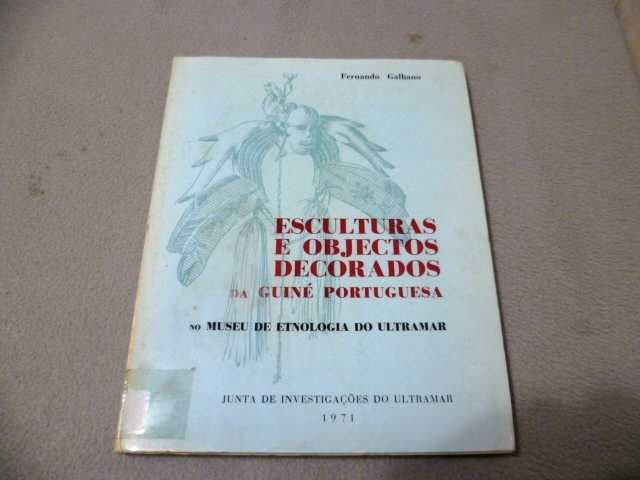 Fernando Galhano
ESCULTURAS
E OBJECTOS
DECORADOS
DA GUINÉ PORTUGUESA
NO MUSEU DE ETNOLOGIA DO ULTRAMAR
JUNTA DE INVESTIGAÇÕES DO ULTRAMAR
1971